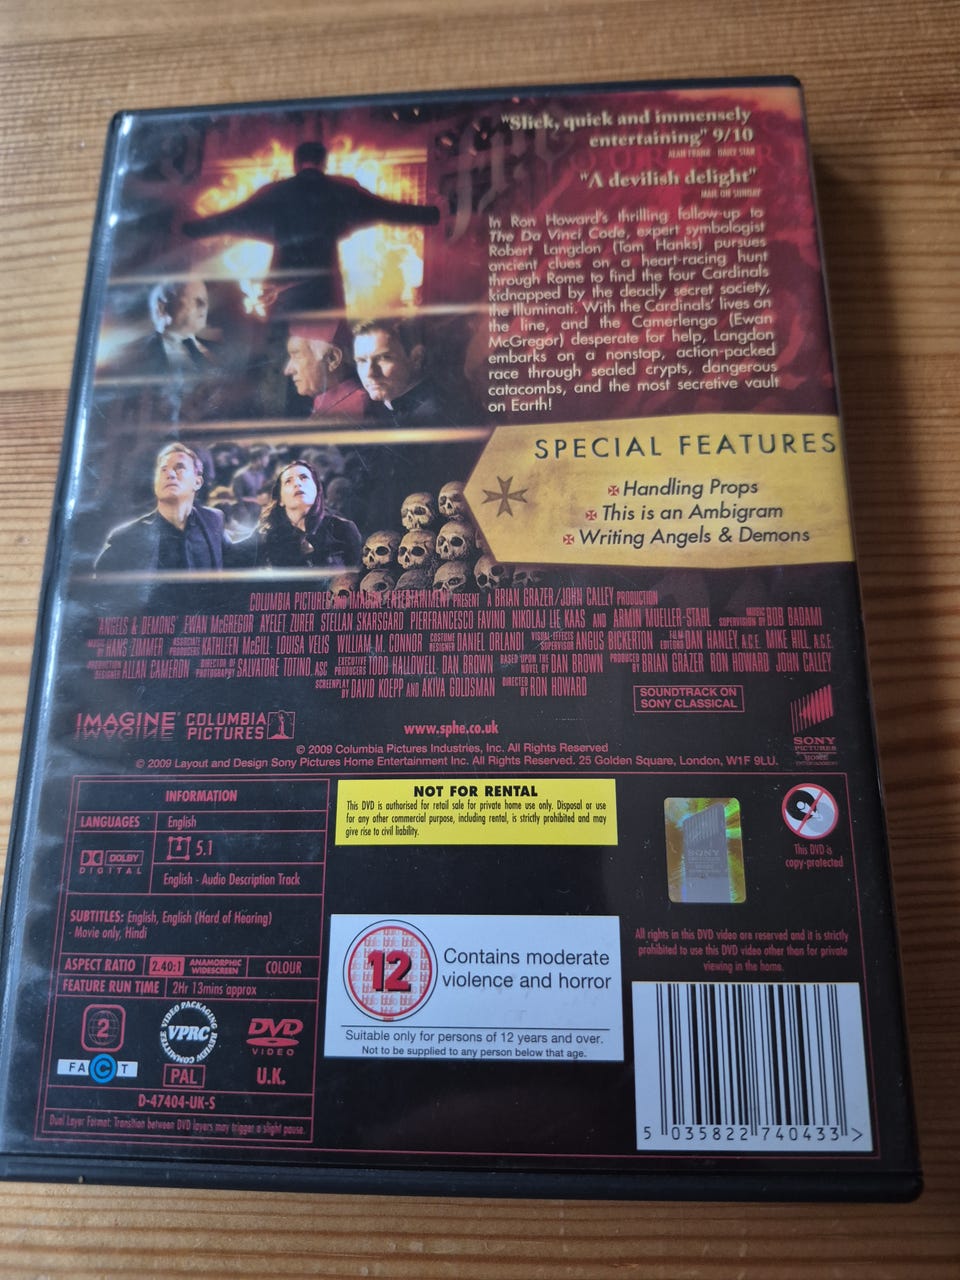 "Slick, quick and immensely
entertaining" 9/10
ALAN FRANK - DAILY STAR
"A devilish delight"
MAIL ON SUNDAY
In Ron Howard's thrilling follow-up to
The Da Vinci Code, expert symbologist
Robert Langdon (Tom Hanks) pursues
ancient clues on a heart-racing hunt
through Rome to find the four Cardinals
kidnapped by the deadly secret society,
the Illuminati. With the Cardinals' lives on
the line, and the Camerlengo (Ewan
McGregor) desperate for help, Langdon
embarks on a nonstop, action-packed
race through sealed crypts, dangerous
catacombs, and the most secretive vault
on Earth!
SPECIAL FEATURES
Handling Props
This is an Ambigram
Writing Angels & Demons
COLUMBIA PICTURES AND IMAGINE ENTERTAINMENT PRESENT A BRIAN GRAZER/JOHN CALLEY PRODUCTION
ANGELS & DEMONS EWAN McGREGOR AYELET ZURER STELLAN SKARSGARD PIERFRANCESCO FAVINO NIKOLAJ LIE KAAS AND ARMIN MUELLER-STAHL MUSIC SUPERVISION BY BOB BADAMI
MUSIC BY HANS ZIMMER ASSOCIATE PRODUCERS KATHLEEN McGILL LOUISA VELIS WILLIAM M. CONNOR COSTUME DESIGNER DANIEL ORLANDI VISUAL EFFECTS SUPERVISOR ANGUS BICKERTON FILM EDITORS DAN HANLEY, A.C.E. MIKE HILL, A.C.E.
PRODUCTION DESIGNER ALLAN CAMERON DIRECTOR OF PHOTOGRAPHY SALVATORE TOTINO, ASC EXECUTIVE PRODUCERS TODD HALLOWELL DAN BROWN BASED UPON THE NOVEL BY DAN BROWN PRODUCED BY BRIAN GRAZER RON HOWARD JOHN CALLEY
SCREENPLAY BY DAVID KOEPP AND AKIVA GOLDSMAN DIRECTED BY RON HOWARD
SOUNDTRACK ON
SONY CLASSICAL
IMAGINE
COLUMBIA
PICTURES
www.sphe.co.uk
SONY
PICTURES
HOME
ENTERTAINMENT
© 2009 Columbia Pictures Industries, Inc. All Rights Reserved
© 2009 Layout and Design Sony Pictures Home Entertainment Inc. All Rights Reserved. 25 Golden Square, London, W1F 9LU.
INFORMATION
LANGUAGES English
DOLBY
DIGITAL
5.1
English - Audio Description Track
SUBTITLES: English, English (Hard of Hearing)
- Movie only, Hindi
ASPECT RATIO 2.40:1 ANAMORPHIC WIDESCREEN COLOUR
FEATURE RUN TIME 2Hr 13mins approx
2
VIDEO PACKAGING REVIEW COMMITTEE
VPRC
DVD
VIDEO
FACT
PAL
U.K.
D-47404-UK-S
Dual Layer Format. Transition between DVD layers may trigger a slight pause.
NOT FOR RENTAL
This DVD is authorised for retail sale for private home use only. Disposal or use
for any other commercial purpose, including rental, is strictly prohibited and may
give rise to civil liability.
12
Contains moderate
violence and horror
Suitable only for persons of 12 years and over.
Not to be supplied to any person below that age.
SONY
This DVD is
copy-protected
All rights in this DVD video are reserved and it is strictly
prohibited to use this DVD video other than for private
viewing in the home.
5 035822 740433 >